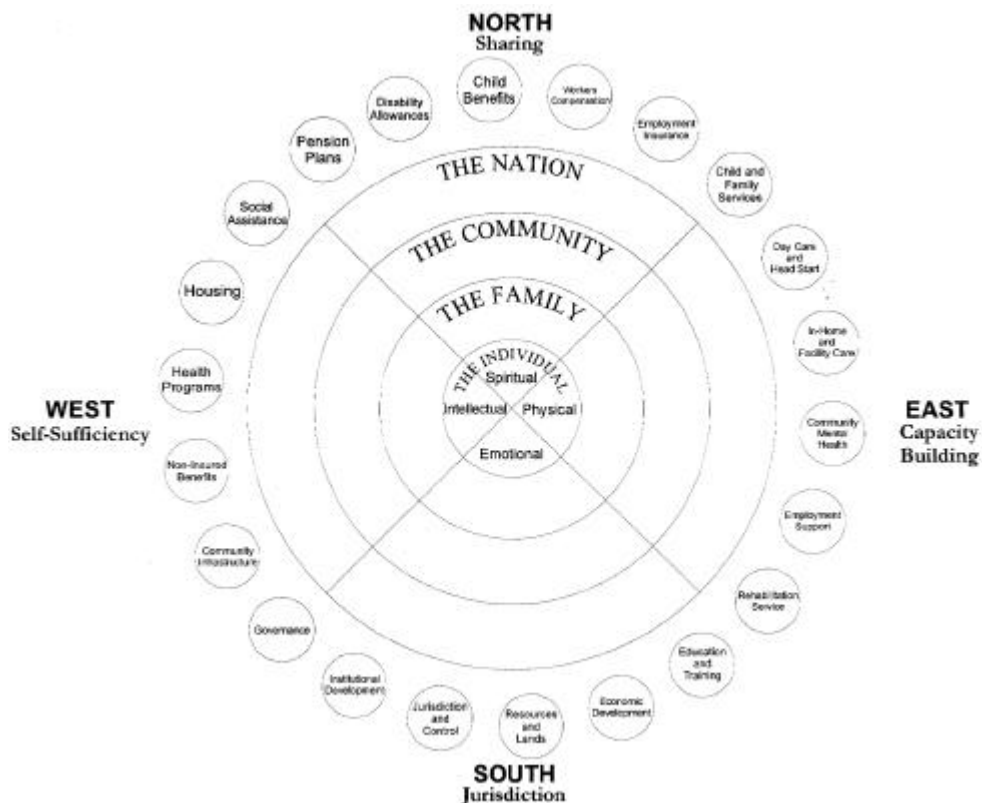 NORTH
Sharing
Child
Benefits
Workers
Compensation
Employment
Insurance
Child and
Family
Services
Day Care
and
Head Start
In-Home
and
Facility Care
Community
Mental
Health
EAST
Capacity
Building
Employment
Support
Rehabilitation
Service
Education
and
Training
Economic
Development
Resources
and
Lands
SOUTH
Jurisdiction
Jurisdiction
and
Control
Institutional
Development
Governance
Community
Infrastructure
Non-Insured
Benefits
WEST
Self-Sufficiency
Health
Programs
Housing
Social
Assistance
Pension
Plans
Disability
Allowances
THE NATION
THE COMMUNITY
THE FAMILY
THE INDIVIDUAL
Spiritual
Intellectual
Physical
Emotional